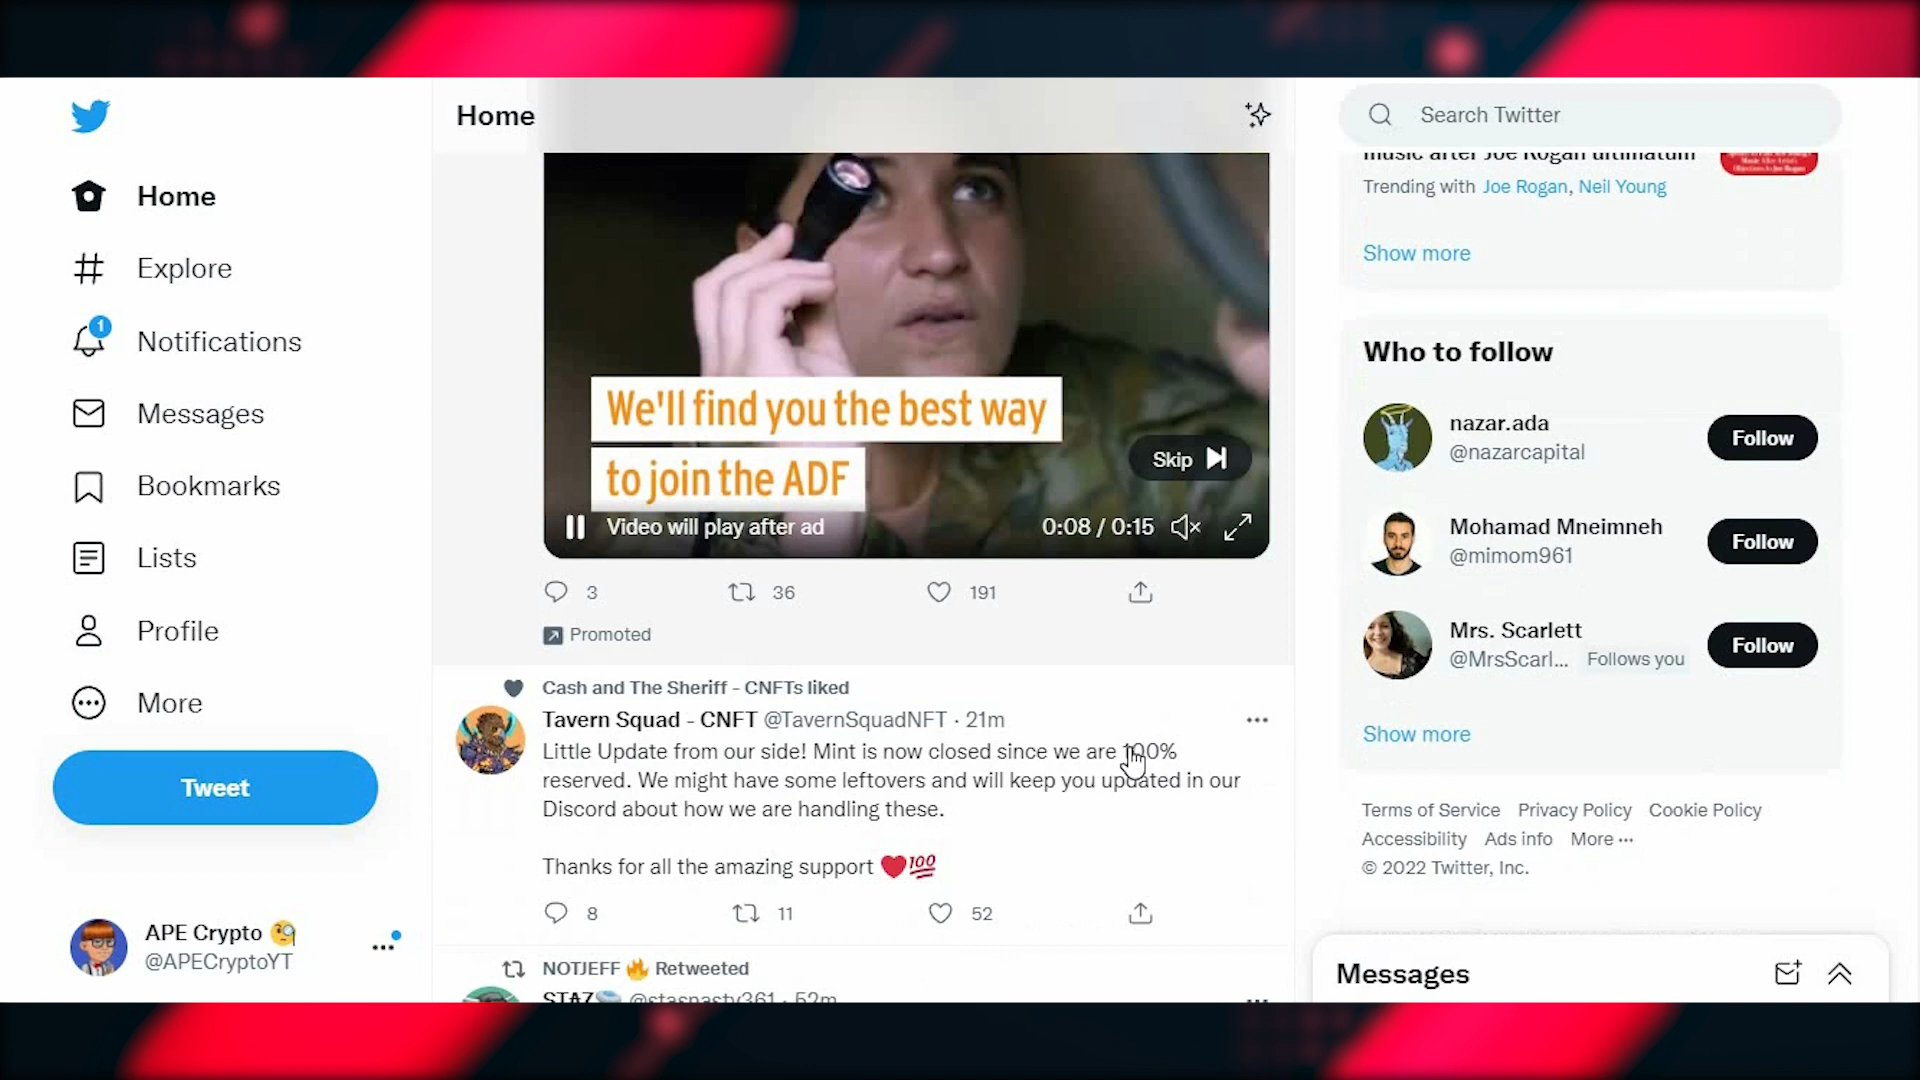 Home
Explore
1
Notifications
Messages
Bookmarks
Lists
Profile
More
Tweet
APE Crypto
@APECryptoYT
Home
We'll find you the best way
to join the ADF
Skip
Video will play after ad
0:08 / 0:15
3 36 191
Promoted
Cash and The Sheriff - CNFTs liked
Tavern Squad - CNFT @TavernSquadNFT · 21m
Little Update from our side! Mint is now closed since we are 100%
reserved. We might have some leftovers and will keep you updated in our
Discord about how we are handling these.
Thanks for all the amazing support ❤️💯
8 11 52
NOTJEFF 🔥 Retweeted
@stasnasty361 · 52m
Search Twitter
music after Joe Rogan ultimatum
Trending with Joe Rogan, Neil Young
Show more
Who to follow
nazar.ada
@nazarcapital
Follow
Mohamad Mneimneh
@mimom961
Follow
Mrs. Scarlett
@MrsScarl... Follows you
Follow
Show more
Terms of Service Privacy Policy Cookie Policy
Accessibility Ads info More ···
© 2022 Twitter, Inc.
Messages